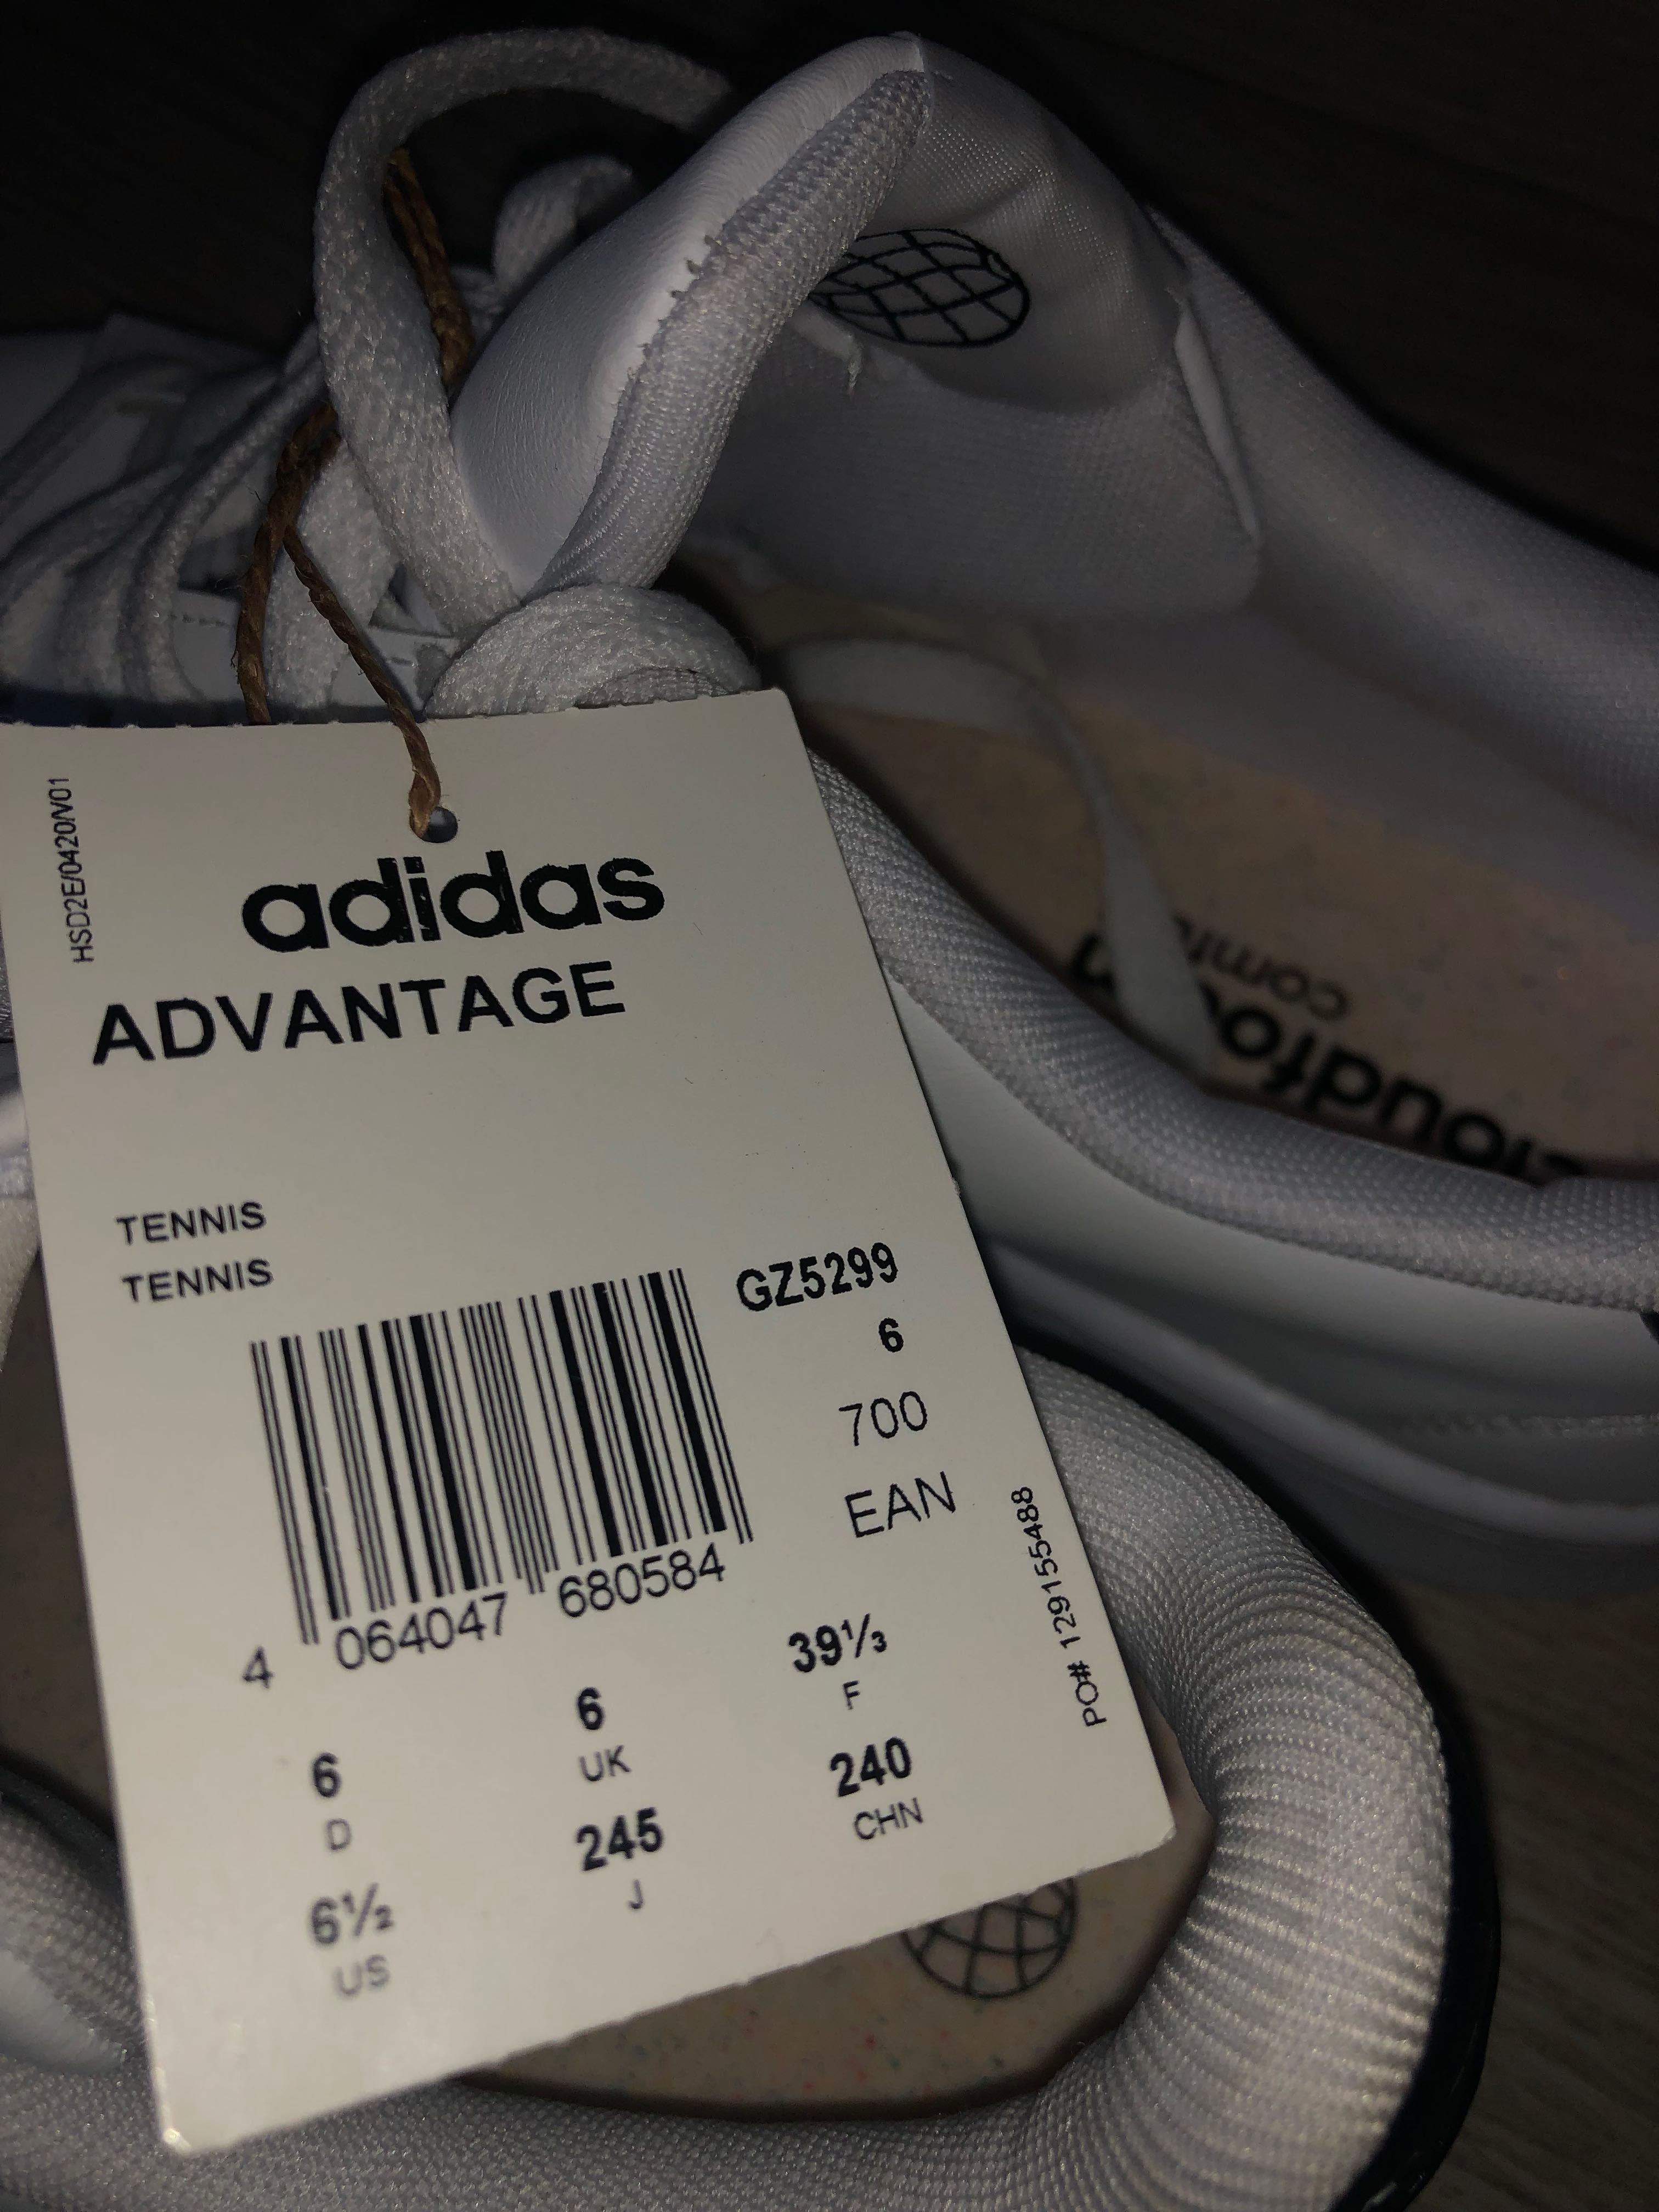 HSD2E/0420/V01
adidas
ADVANTAGE
TENNIS
TENNIS
GZ5299
6
700
EAN
4 064047 680584
PO# 129155488
6 6 39⅓
D UK F
6½ 245 240
US J CHN